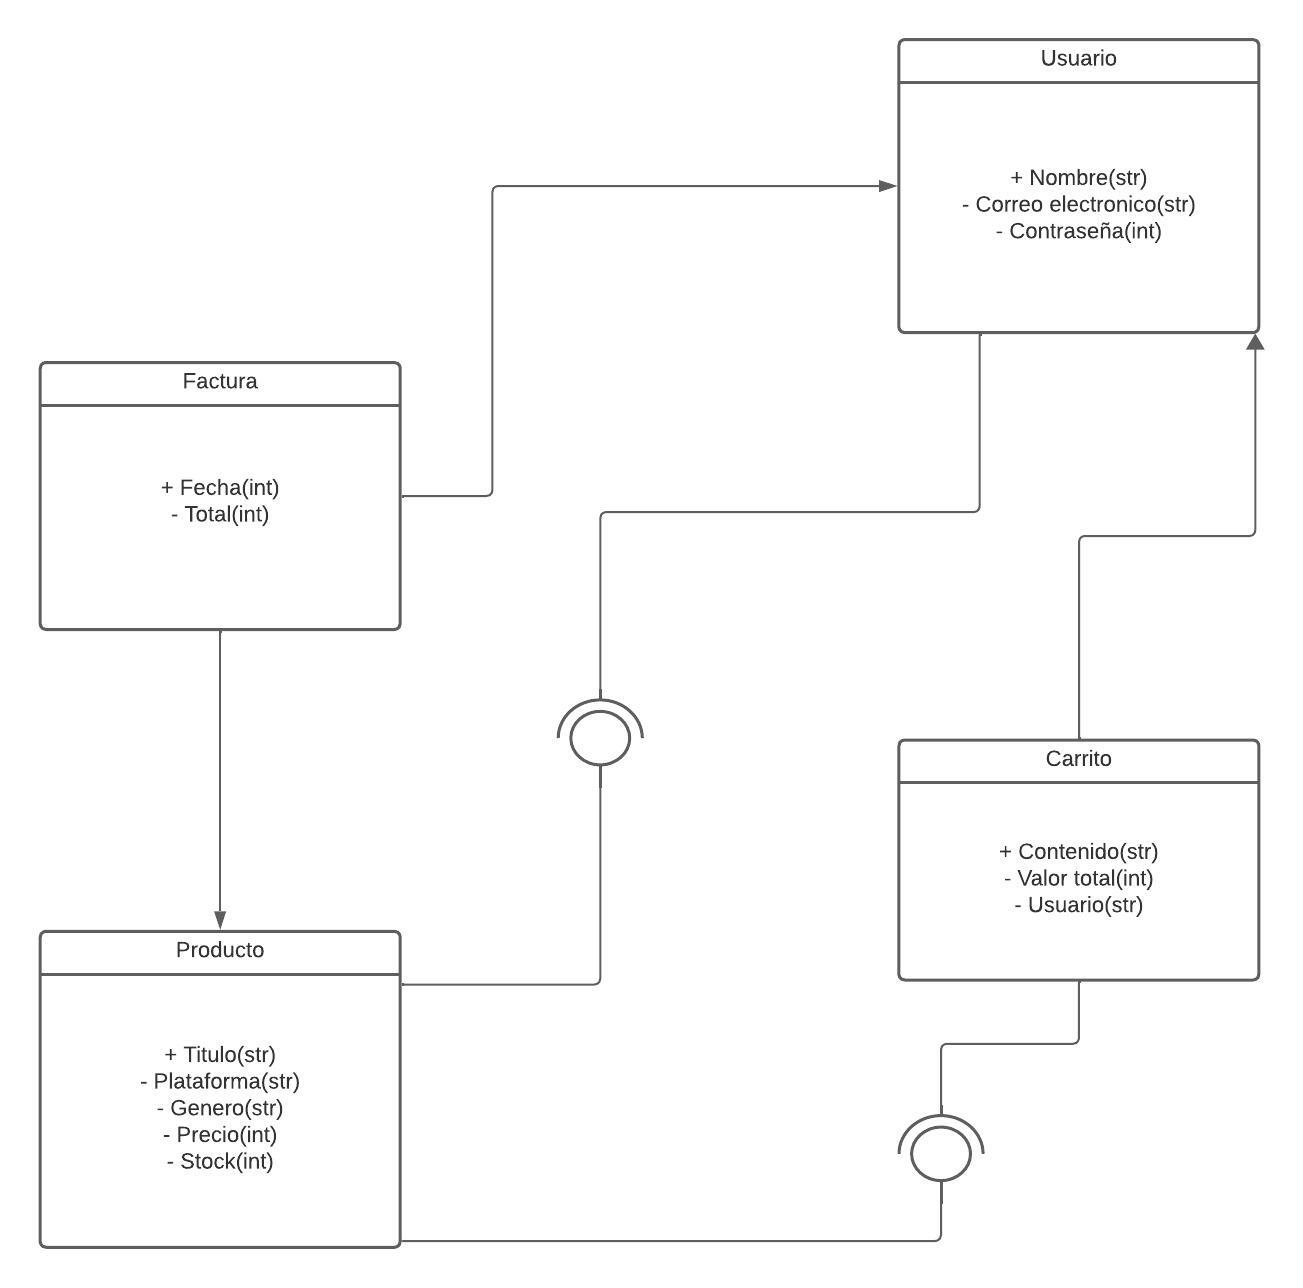 Usuario
+ Nombre(str)
- Correo electronico(str)
- Contraseña(int)
Factura
+ Fecha(int)
- Total(int)
Carrito
+ Contenido(str)
- Valor total(int)
- Usuario(str)
Producto
+ Titulo(str)
- Plataforma(str)
- Genero(str)
- Precio(int)
- Stock(int)